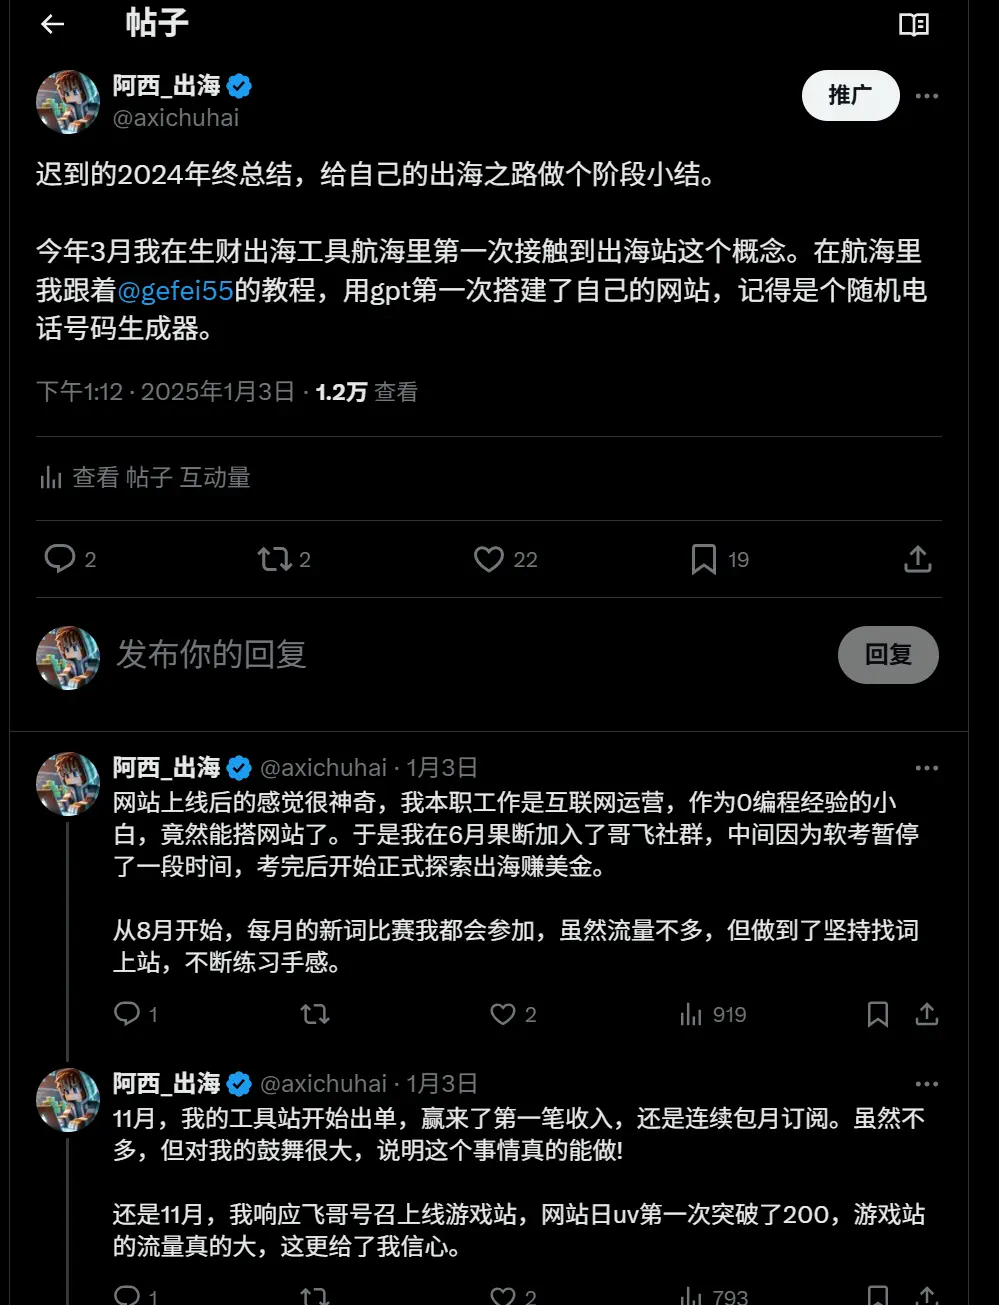 帖子
阿西_出海
@axichuhai
推广
迟到的2024年终总结，给自己的出海之路做个阶段小结。
今年3月我在生财出海工具航海里第一次接触到出海站这个概念。在航海里
我跟着@gefei55的教程，用gpt第一次搭建了自己的网站，记得是个随机电
话号码生成器。
下午1:12 · 2025年1月3日 · 1.2万 查看
查看 帖子 互动量
2 2 22 19
发布你的回复
回复
阿西_出海 @axichuhai · 1月3日
网站上线后的感觉很神奇，我本职工作是互联网运营，作为0编程经验的小
白，竟然能搭网站了。于是我在6月果断加入了哥飞社群，中间因为软考暂停
了一段时间，考完后开始正式探索出海赚美金。
从8月开始，每月的新词比赛我都会参加，虽然流量不多，但做到了坚持找词
上站，不断练习手感。
1 2 919
阿西_出海 @axichuhai · 1月3日
11月，我的工具站开始出单，赢来了第一笔收入，还是连续包月订阅。虽然不
多，但对我的鼓舞很大，说明这个事情真的能做!
还是11月，我响应飞哥号召上线游戏站，网站日uv第一次突破了200，游戏站
的流量真的大，这更给了我信心。
1 2 793